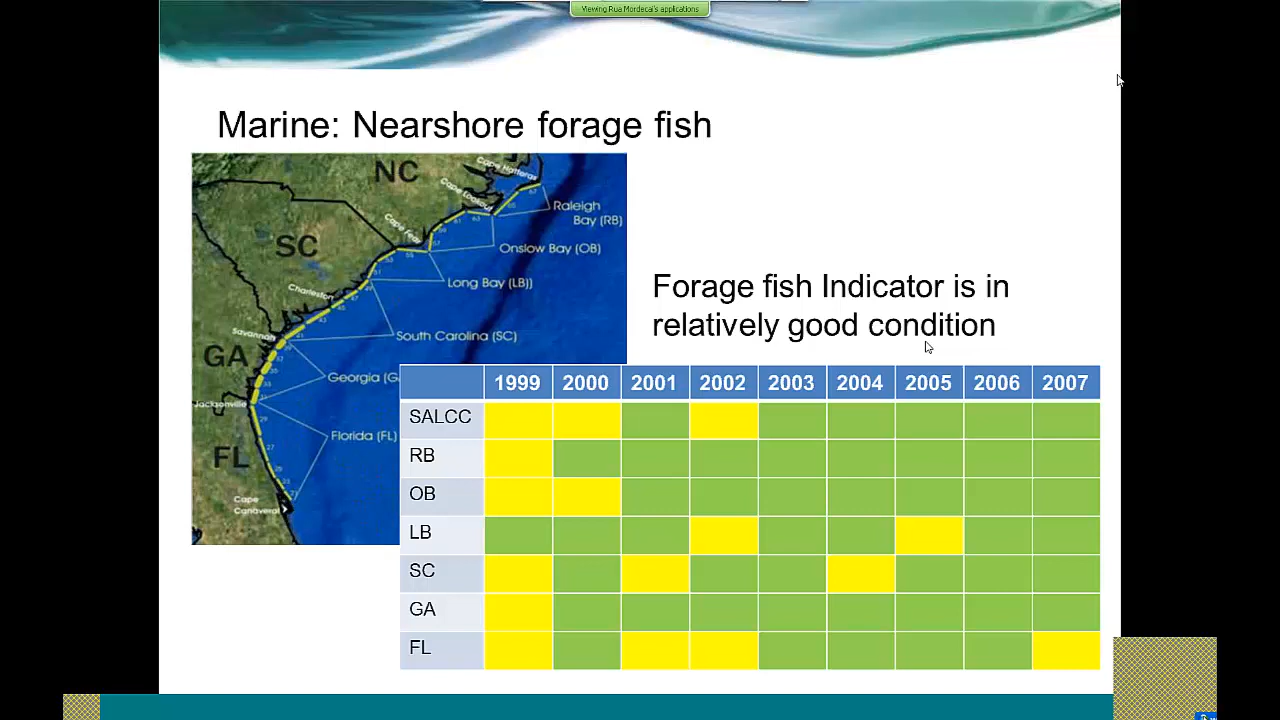 Viewing Rua Mordecai's applications
Marine: Nearshore forage fish
NC
SC
GA
FL
Cape Hatteras
Cape Lookout
Cape Fear
Charleston
Savannah
Jacksonville
Cape
Canaveral
Raleigh
Bay (RB)
Onslow Bay (OB)
Long Bay (LB))
South Carolina (SC)
Georgia (G
Florida (FL)
Forage fish Indicator is in
relatively good condition
1999 2000 2001 2002 2003 2004 2005 2006 2007
SALCC
RB
OB
LB
SC
GA
FL